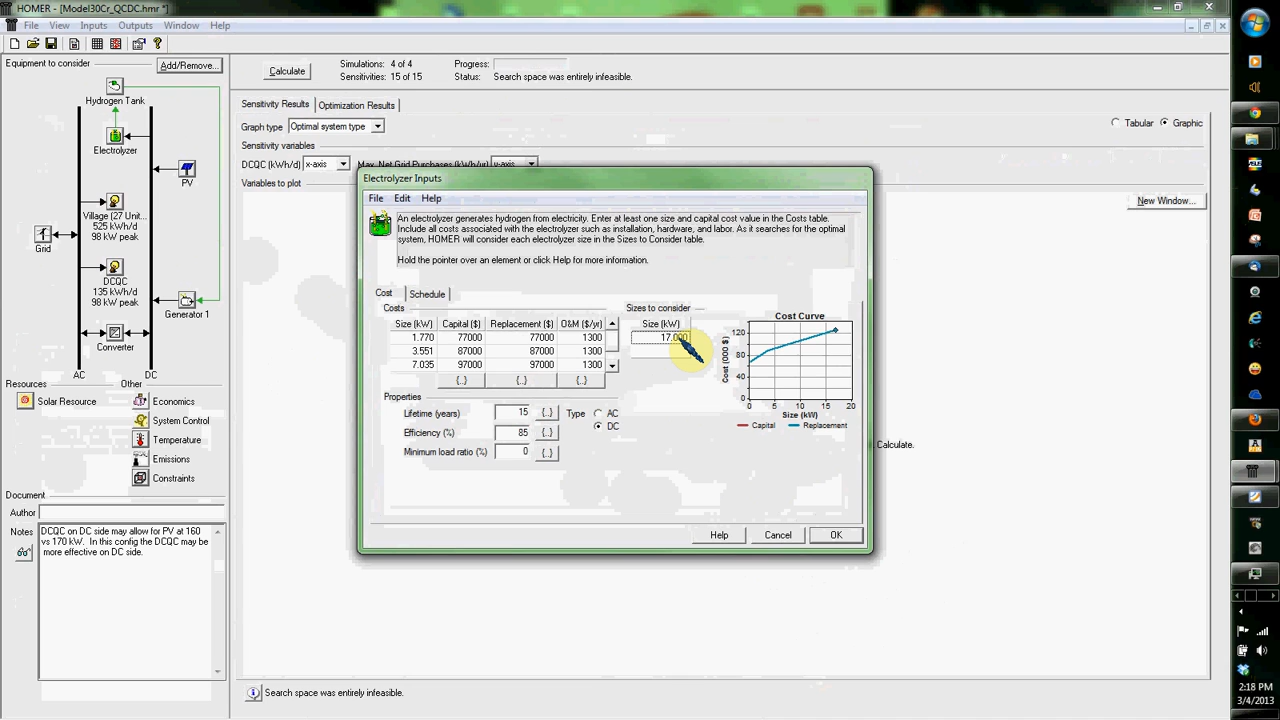 HOMER - [Model30Cr_QCDC.hmr *]
File View Inputs Outputs Window Help
Equipment to consider
Add/Remove...
Calculate
Simulations: 4 of 4
Sensitivities: 15 of 15
Progress:
Status: Search space was entirely infeasible.
Hydrogen Tank
Electrolyzer
PV
Village (27 Unit...
525 kWh/d
98 kW peak
Grid
DCQC
135 kWh/d
98 kW peak
Generator 1
Converter
AC DC
Resources Other
Solar Resource
Economics
System Control
Temperature
Emissions
Constraints
Document
Author
Notes
DCQC on DC side may allow for PV at 160
vs 170 kW. In this config the DCQC may be
more effective on DC side.
Sensitivity Results Optimization Results
Graph type Optimal system type
Tabular Graphic
Sensitivity variables
DCQC (kWh/d) x-axis Max. Net Grid Purchases (kWh/yr) y-axis
Variables to plot
New Window...
Electrolyzer Inputs
File Edit Help
An electrolyzer generates hydrogen from electricity. Enter at least one size and capital cost value in the Costs table.
Include all costs associated with the electrolyzer such as installation, hardware, and labor. As it searches for the optimal
system, HOMER will consider each electrolyzer size in the Sizes to Consider table.
Hold the pointer over an element or click Help for more information.
Cost Schedule
Costs
Size (kW) Capital ($) Replacement ($) O&M ($/yr)
1.770 77000 77000 1300
3.551 87000 87000 1300
7.035 97000 97000 1300
{..} {..} {..}
Sizes to consider
Size (kW)
17.000
Cost Curve
Cost (000 $)
120
80
40
0
0 5 10 15 20
Size (kW)
Capital Replacement
Properties
Lifetime (years) 15 {..}
Efficiency (%) 85 {..}
Minimum load ratio (%) 0 {..}
Type AC
DC
Help Cancel OK
Calculate.
Search space was entirely infeasible.
2:18 PM
3/4/2013